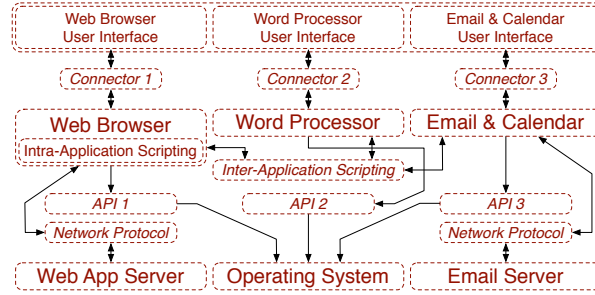 Web Browser
User Interface
Word Processor
User Interface
Email & Calendar
User Interface
Connector 1
Connector 2
Connector 3
Web Browser
Intra-Application Scripting
Word Processor
Email & Calendar
Inter-Application Scripting
API 1
API 2
API 3
Network Protocol
Network Protocol
Web App Server
Operating System
Email Server